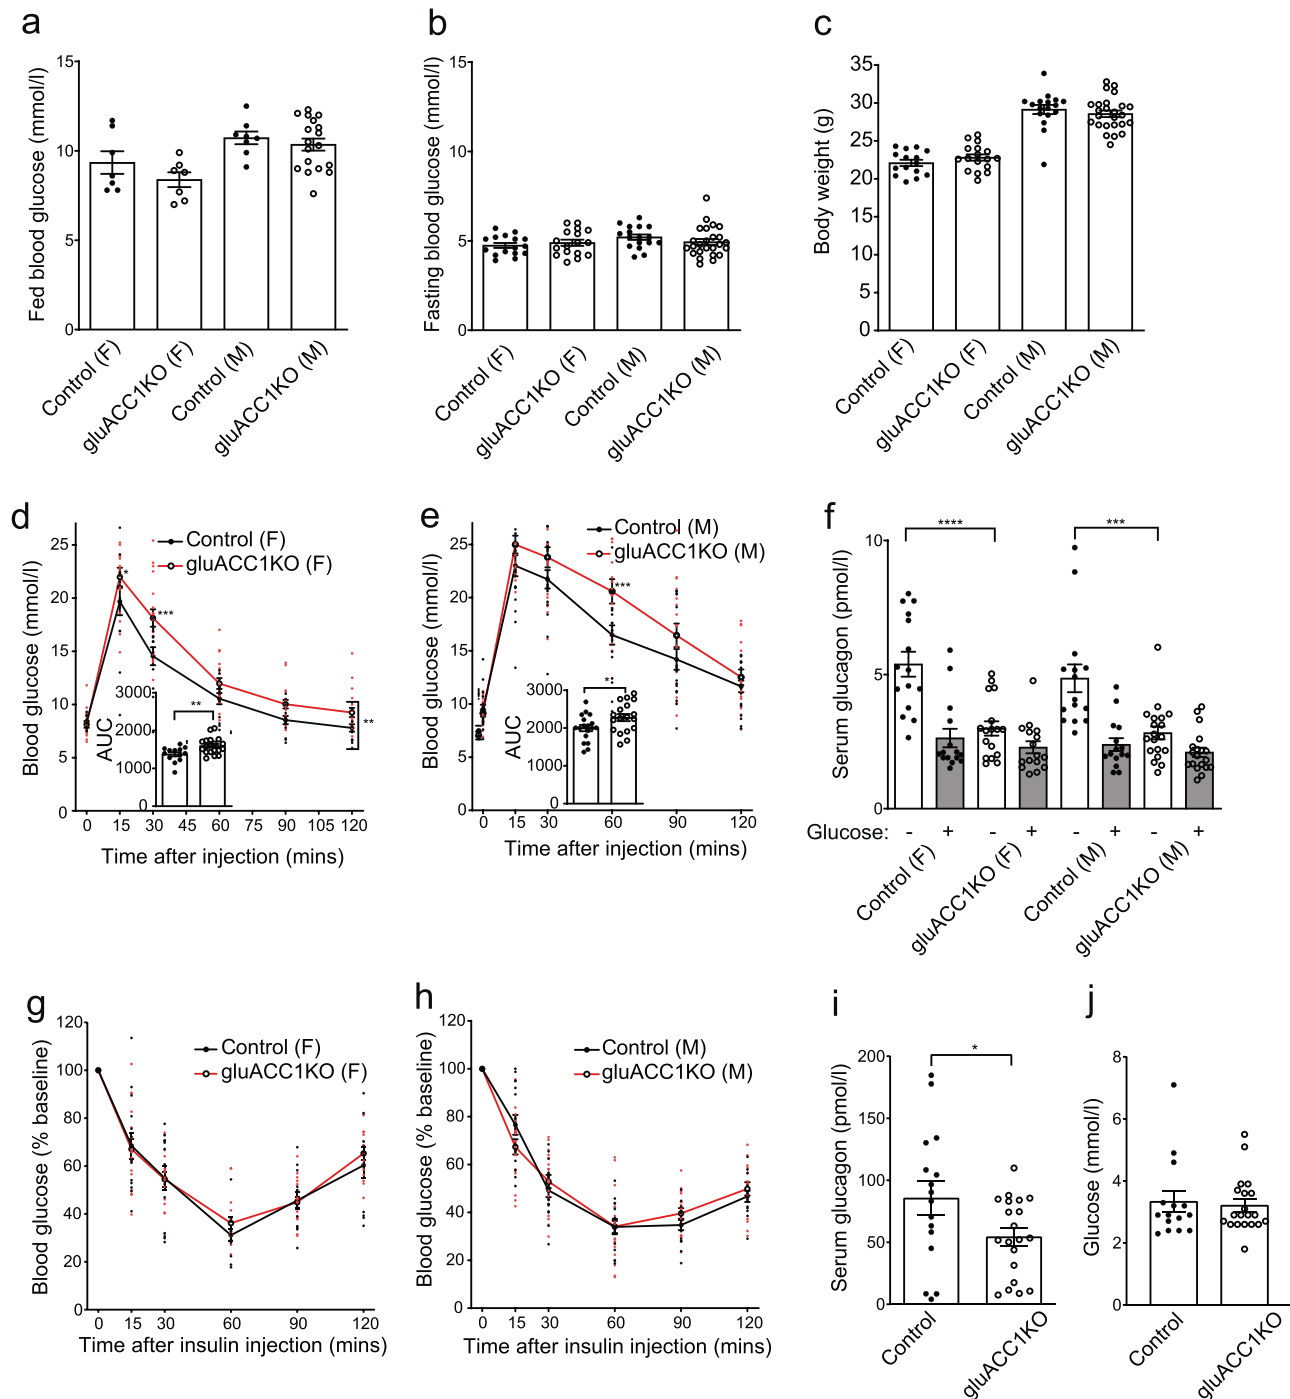 a
Fed blood glucose (mmol/l)
15
10
5
0
Control (F)
gluACC1KO (F)
Control (M)
gluACC1KO (M)
b
Fasting blood glucose (mmol/l)
15
10
5
0
Control (F)
gluACC1KO (F)
Control (M)
gluACC1KO (M)
c
Body weight (g)
35
30
25
20
15
10
5
0
Control (F)
gluACC1KO (F)
Control (M)
gluACC1KO (M)
d
Blood glucose (mmol/l)
25
20
15
10
5
0
Control (F)
gluACC1KO (F)
*
***
**
AUC
3000
2000
1000
0
**
0 15 30 45 60 75 90 105 120
Time after injection (mins)
e
Blood glucose (mmol/l)
25
20
15
10
5
0
Control (M)
gluACC1KO (M)
***
AUC
3000
2000
1000
0
*
0 15 30 60 90 120
Time after injection (mins)
f
Serum glucagon (pmol/l)
10
5
0
****
***
Glucose: - + - + - + - +
Control (F)
gluACC1KO (F)
Control (M)
gluACC1KO (M)
g
Blood glucose (% baseline)
120
100
80
60
40
20
0
Control (F)
gluACC1KO (F)
0 15 30 60 90 120
Time after insulin injection (mins)
h
Blood glucose (% baseline)
120
100
80
60
40
20
0
Control (M)
gluACC1KO (M)
0 15 30 60 90 120
Time after insulin injection (mins)
i
Serum glucagon (pmol/l)
200
150
100
50
0
*
Control
gluACC1KO
j
Glucose (mmol/l)
8
6
4
2
0
Control
gluACC1KO